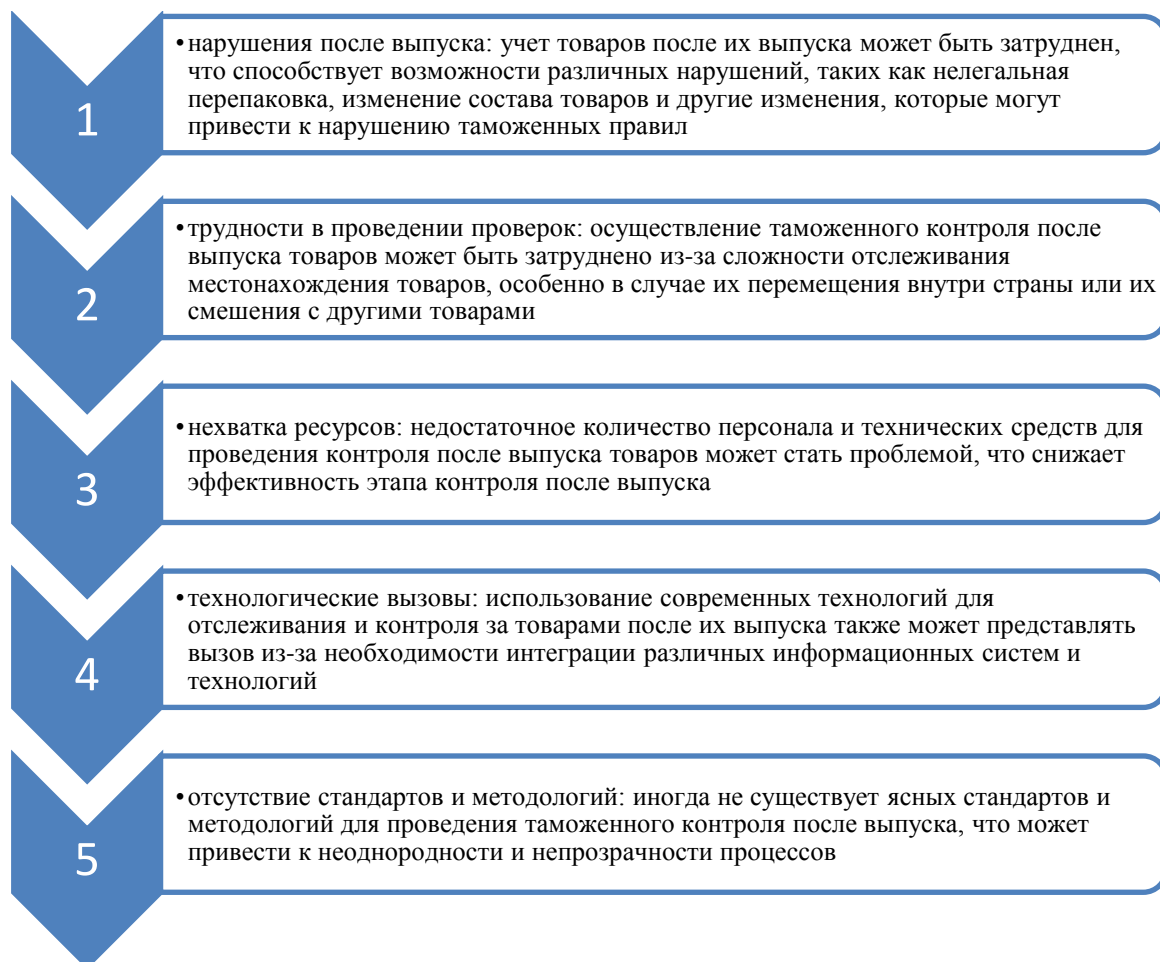 1
•нарушения после выпуска: учет товаров после их выпуска может быть затруднен,
что способствует возможности различных нарушений, таких как нелегальная
перепаковка, изменение состава товаров и другие изменения, которые могут
привести к нарушению таможенных правил
2
•трудности в проведении проверок: осуществление таможенного контроля после
выпуска товаров может быть затруднено из-за сложности отслеживания
местонахождения товаров, особенно в случае их перемещения внутри страны или их
смешения с другими товарами
3
•нехватка ресурсов: недостаточное количество персонала и технических средств для
проведения контроля после выпуска товаров может стать проблемой, что снижает
эффективность этапа контроля после выпуска
4
•технологические вызовы: использование современных технологий для
отслеживания и контроля за товарами после их выпуска также может представлять
вызов из-за необходимости интеграции различных информационных систем и
технологий
5
•отсутствие стандартов и методологий: иногда не существует ясных стандартов и
методологий для проведения таможенного контроля после выпуска, что может
привести к неоднородности и непрозрачности процессов